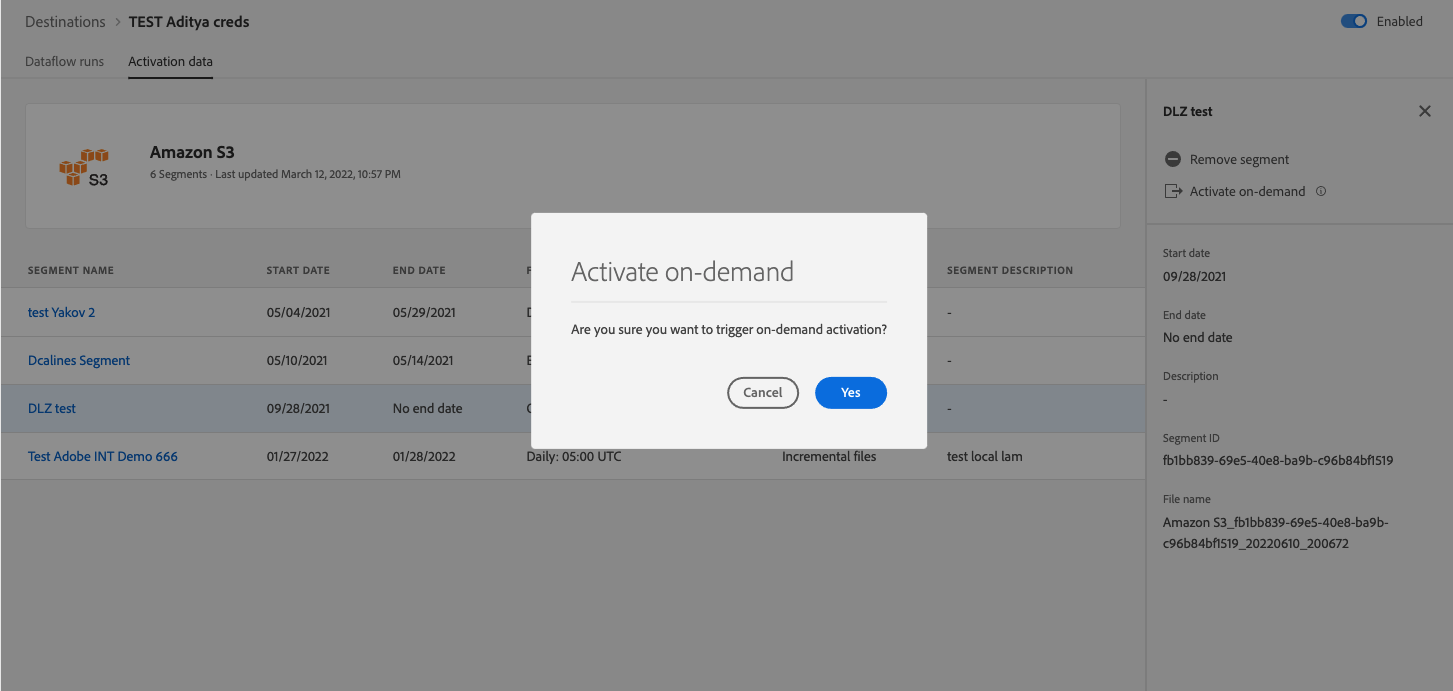 Destinations > TEST Aditya creds
Enabled
Dataflow runs Activation data
S3
Amazon S3
6 Segments · Last updated March 12, 2022, 10:57 PM
SEGMENT NAME START DATE END DATE SEGMENT DESCRIPTION
test Yakov 2 05/04/2021 05/29/2021 -
Dcalines Segment 05/10/2021 05/14/2021 -
DLZ test 09/28/2021 No end date -
Test Adobe INT Demo 666 01/27/2022 01/28/2022 Daily: 05:00 UTC Incremental files test local lam
Activate on-demand
Are you sure you want to trigger on-demand activation?
Cancel Yes
DLZ test
Remove segment
Activate on-demand
Start date
09/28/2021
End date
No end date
Description
-
Segment ID
fb1bb839-69e5-40e8-ba9b-c96b84bf1519
File name
Amazon S3_fb1bb839-69e5-40e8-ba9b-
c96b84bf1519_20220610_200672